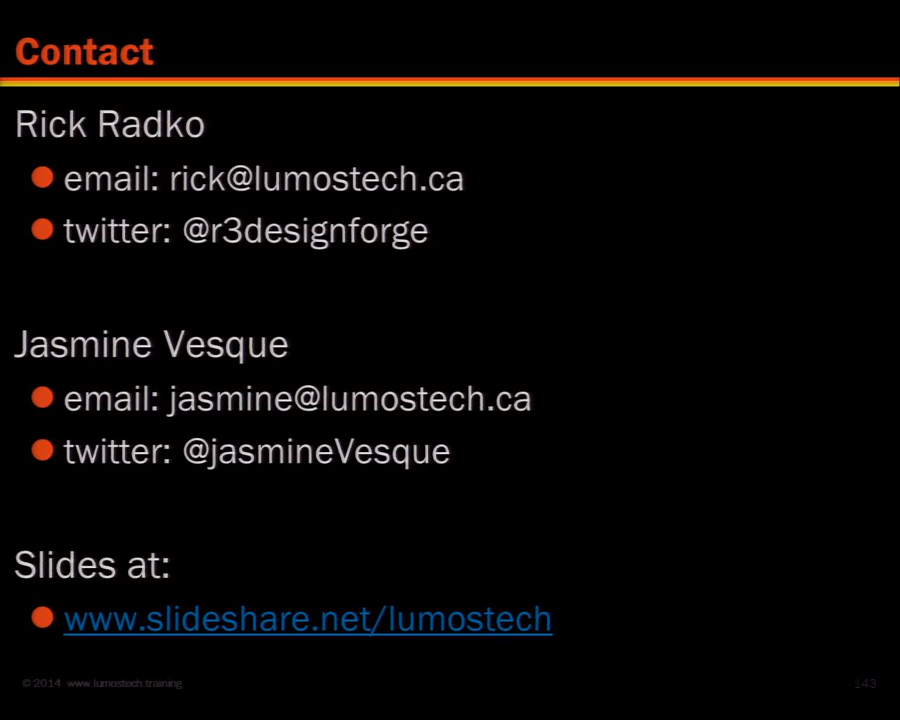 Contact
Rick Radko
email: rick@lumostech.ca
twitter: @r3designforge
Jasmine Vesque
email: jasmine@lumostech.ca
twitter: @jasmineVesque
Slides at:
www.slideshare.net/lumostech
© 2014 www.lumostech.training
143